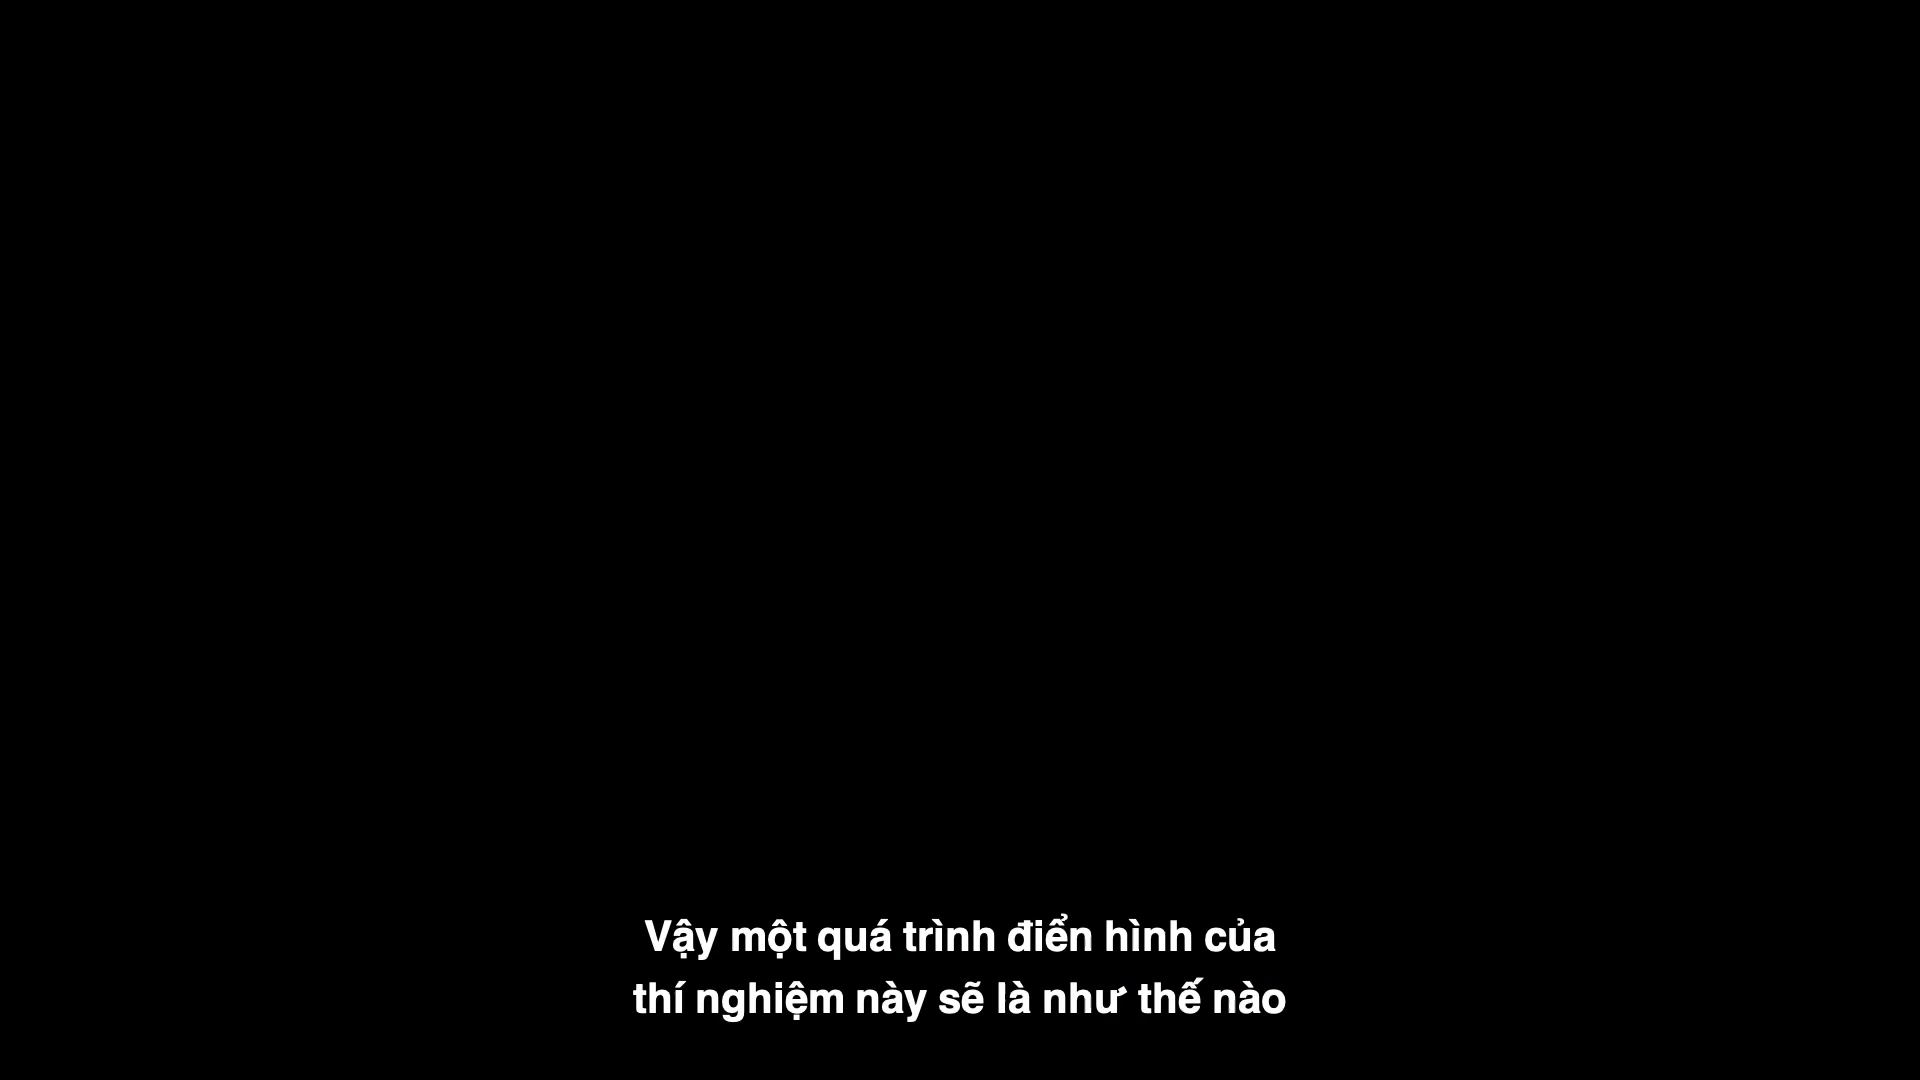 Vậy một quá trình điển hình của
thí nghiệm này sẽ là như thế nào